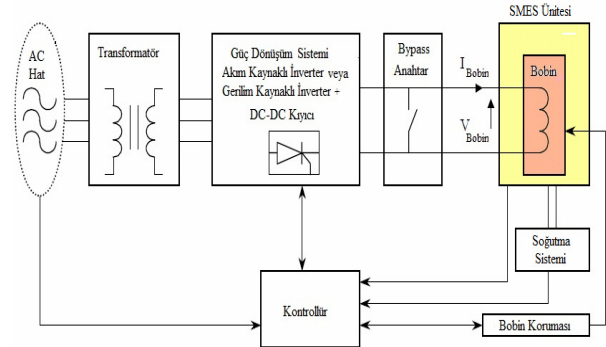 SMES Ünitesi
AC
Hat
Transformatör
Güç Dönüşüm Sistemi
Akım Kaynaklı İnverter veya
Gerilim Kaynaklı İnverter +
DC-DC Kıyıcı
Bypass
Anahtar
I Bobin
V Bobin
Bobin
Soğutma
Sistemi
Kontrollür
Bobin Koruması